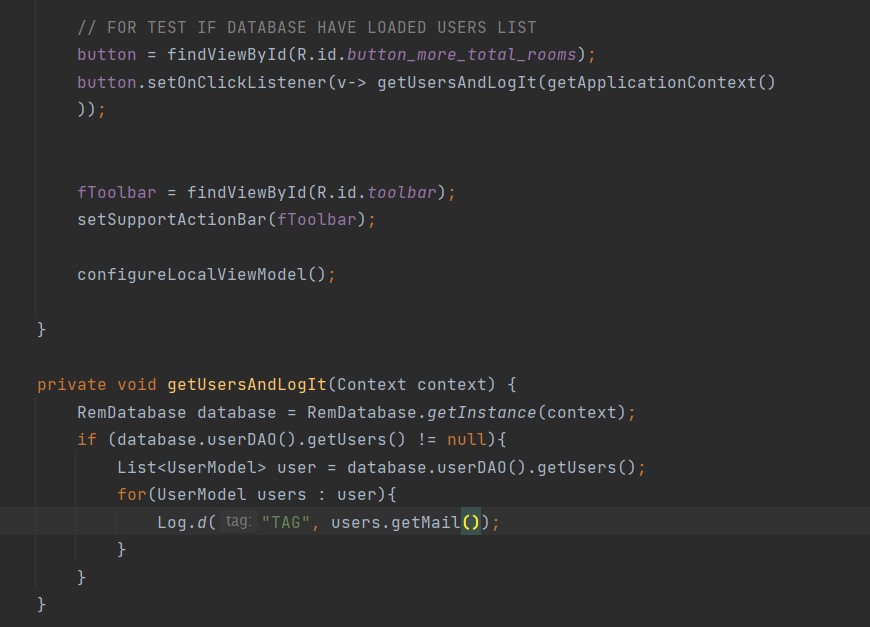 // FOR TEST IF DATABASE HAVE LOADED USERS LIST
button = findViewById(R.id.button_more_total_rooms);
button.setOnClickListener(v-> getUsersAndLogIt(getApplicationContext()
));
fToolbar = findViewById(R.id.toolbar);
setSupportActionBar(fToolbar);
configureLocalViewModel();
}
private void getUsersAndLogIt(Context context) {
RemDatabase database = RemDatabase.getInstance(context);
if (database.userDAO().getUsers() != null){
List<UserModel> user = database.userDAO().getUsers();
for(UserModel users : user){
Log.d( tag: "TAG", users.getMail());
}
}
}